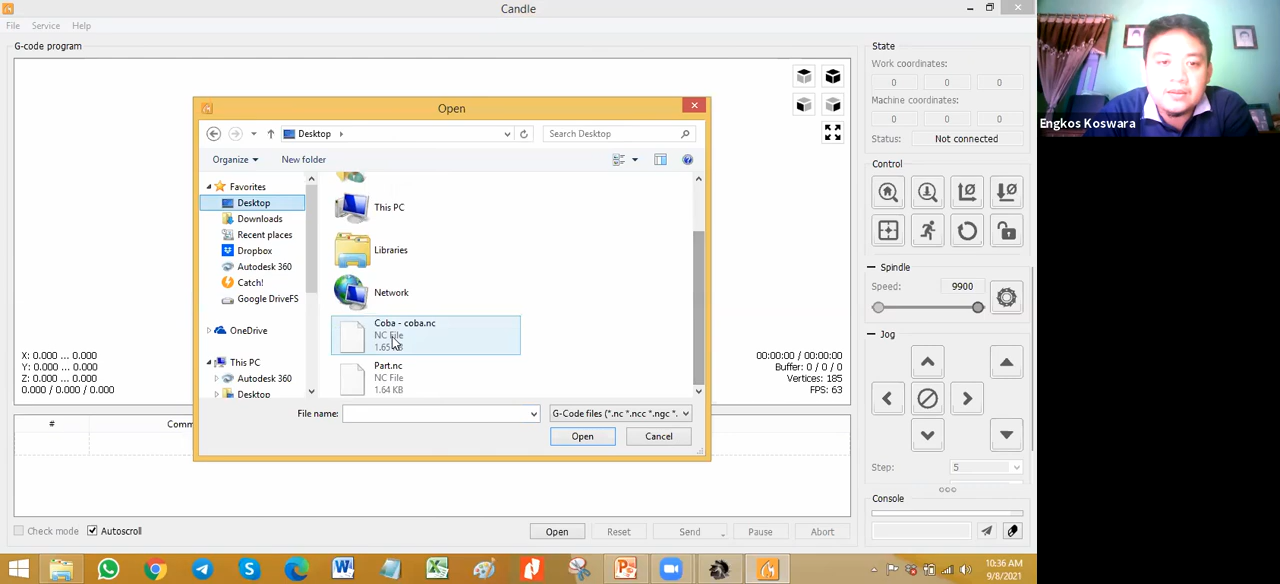 Candle
File Service Help
G-code program
State
Work coordinates:
0 0 0
Machine coordinates:
0 0 0
Status: Not connected
Control
Spindle
Speed: 9900
Jog
Step: 5
Console
Open
Desktop
Search Desktop
Organize New folder
Favorites
Desktop
Downloads
Recent places
Dropbox
Autodesk 360
Catch!
Google DriveFS
OneDrive
This PC
Autodesk 360
Desktop
This PC
Libraries
Network
Coba - coba.nc
NC File
Part.nc
NC File
1.64 KB
File name:
G-Code files (*.nc *.ncc *.ngc *.
Open Cancel
X: 0.000 ... 0.000
Y: 0.000 ... 0.000
Z: 0.000 ... 0.000
0.000 / 0.000 / 0.000
00:00:00 / 00:00:00
Buffer: 0 / 0 / 0
Vertices: 185
FPS: 63
# Comm
Check mode Autoscroll
Open Reset Send Pause Abort
10:36 AM
9/8/2021
Engkos Koswara